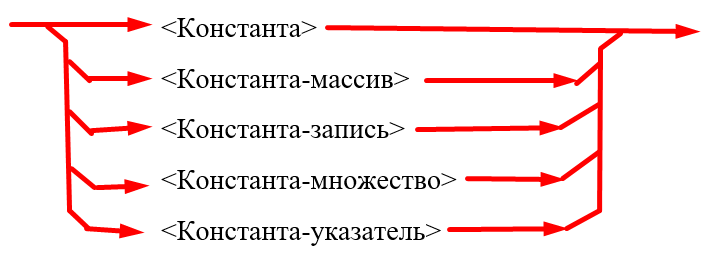 <Константа>
<Константа-массив>
<Константа-запись>
<Константа-множество>
<Константа-указатель>